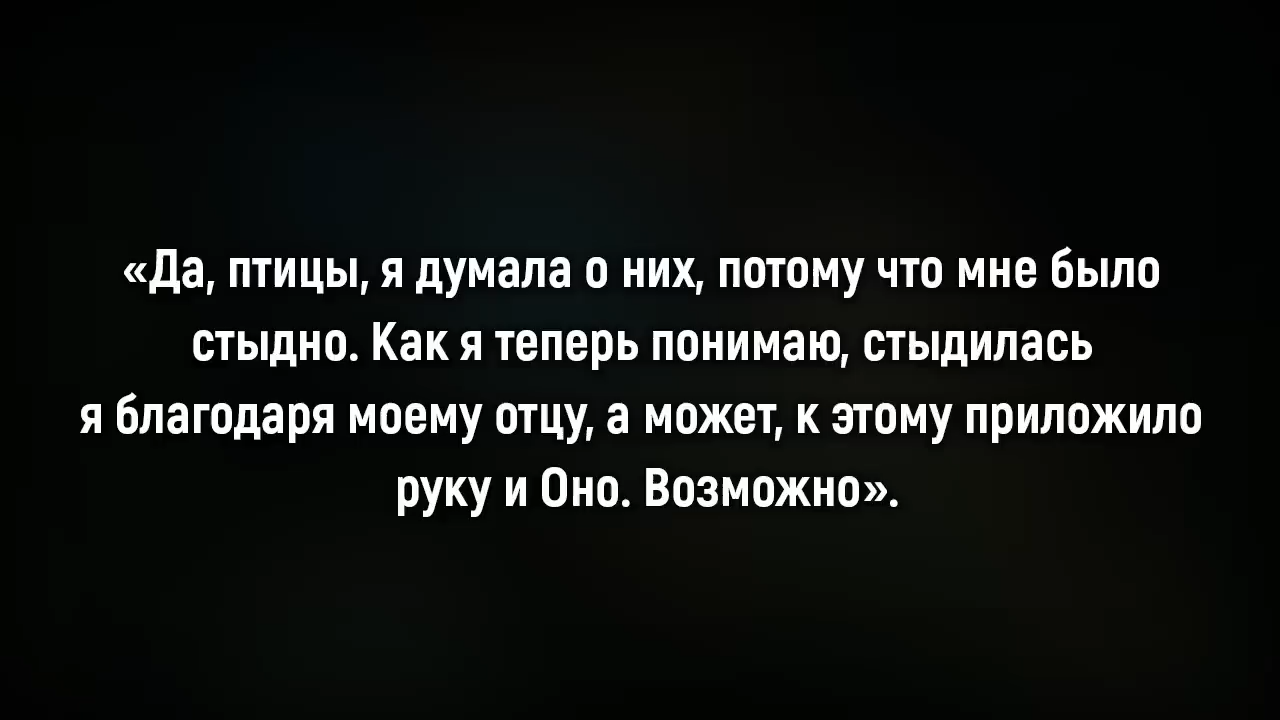 «Да, птицы, я думала о них, потому что мне было
стыдно. Как я теперь понимаю, стыдилась
я благодаря моему отцу, а может, к этому приложило
руку и Оно. Возможно».